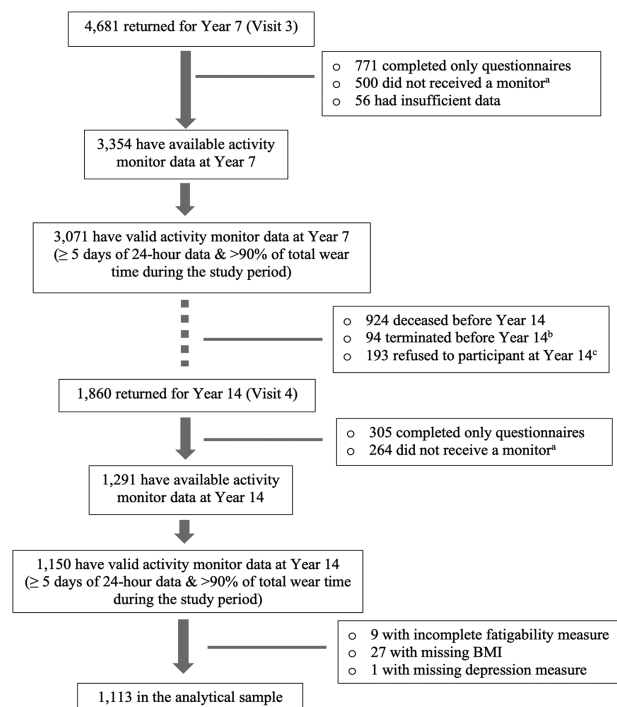 4,681 returned for Year 7 (Visit 3)
o 771 completed only questionnaires
o 500 did not received a monitorᵃ
o 56 had insufficient data
3,354 have available activity
monitor data at Year 7
3,071 have valid activity monitor data at Year 7
(≥ 5 days of 24-hour data & >90% of total wear
time during the study period)
o 924 deceased before Year 14
o 94 terminated before Year 14ᵇ
o 193 refused to participant at Year 14ᶜ
1,860 returned for Year 14 (Visit 4)
o 305 completed only questionnaires
o 264 did not receive a monitorᵃ
1,291 have available activity
monitor data at Year 14
1,150 have valid activity monitor data at Year 14
(≥ 5 days of 24-hour data & >90% of total wear time
during the study period)
o 9 with incomplete fatigability measure
o 27 with missing BMI
o 1 with missing depression measure
1,113 in the analytical sample